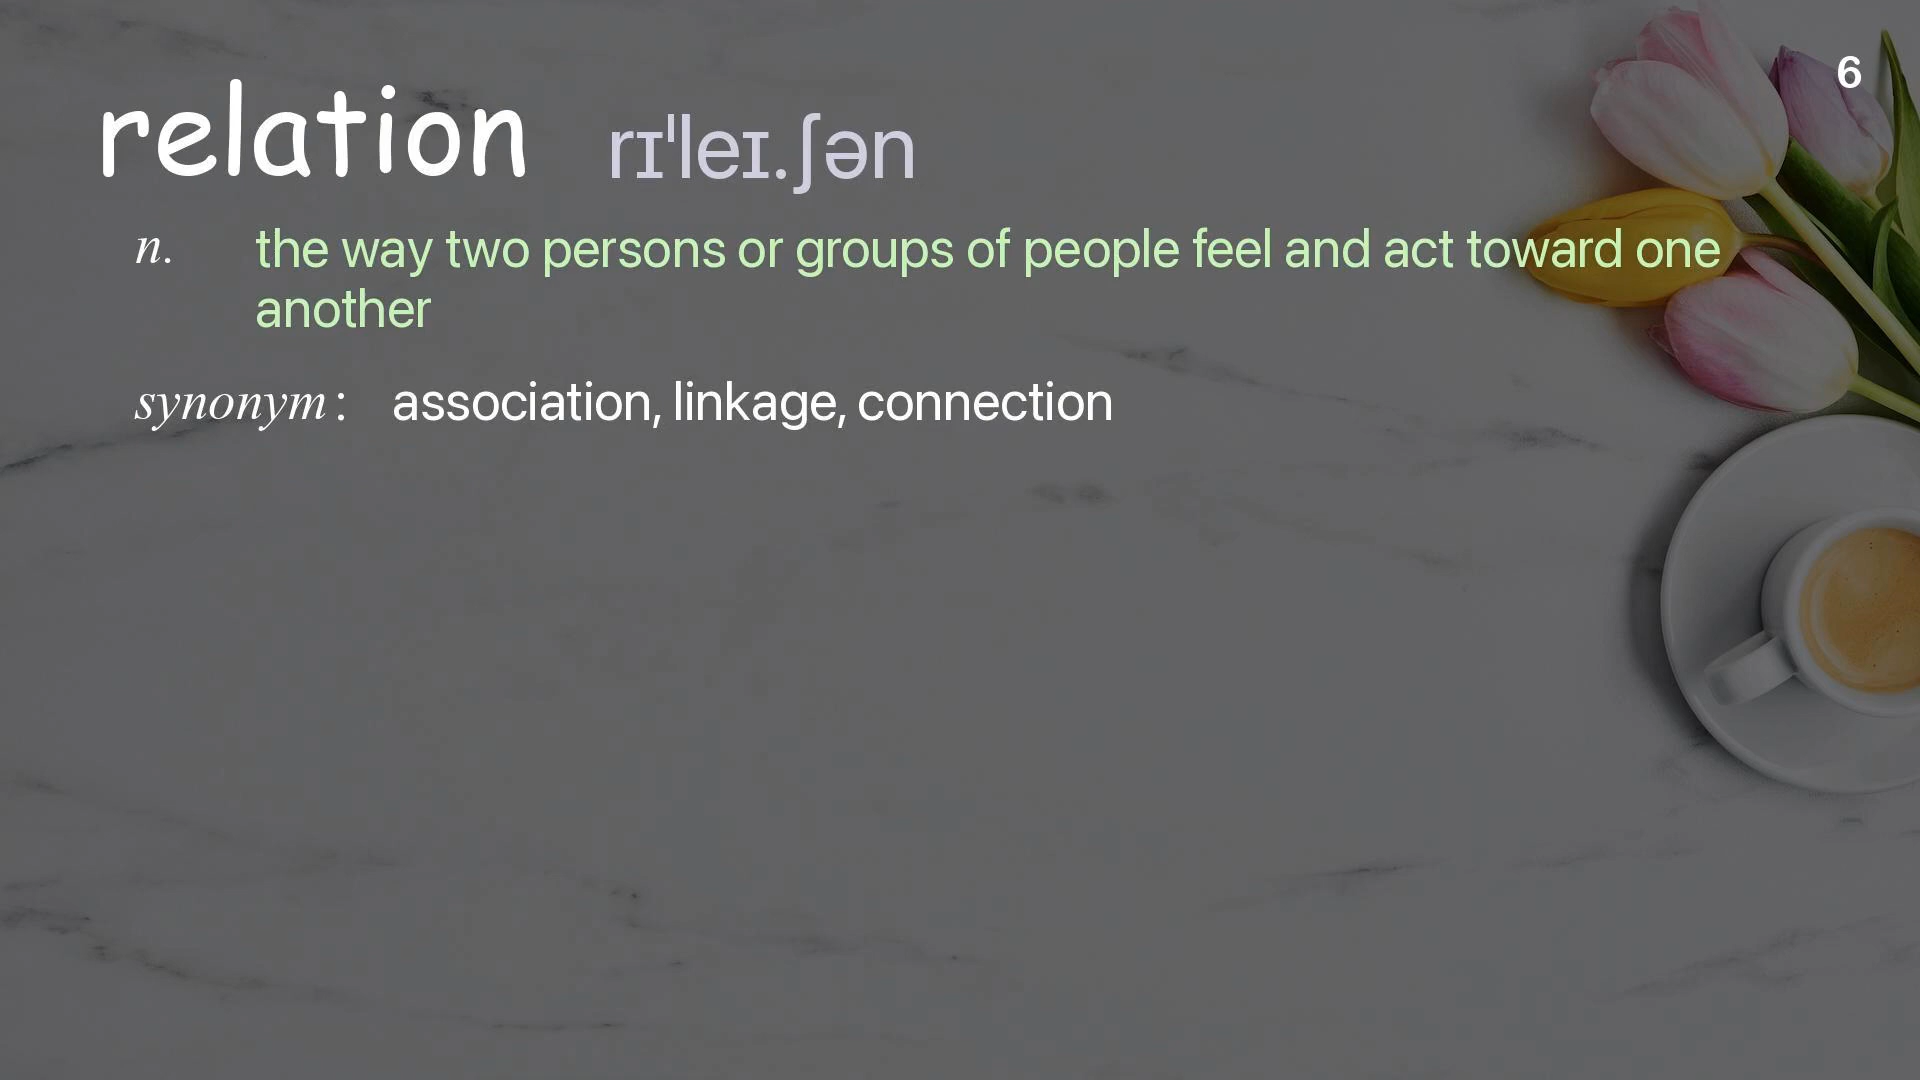 6
relation rɪˈleɪ.ʃən
n. the way two persons or groups of people feel and act toward one
another
synonym: association, linkage, connection